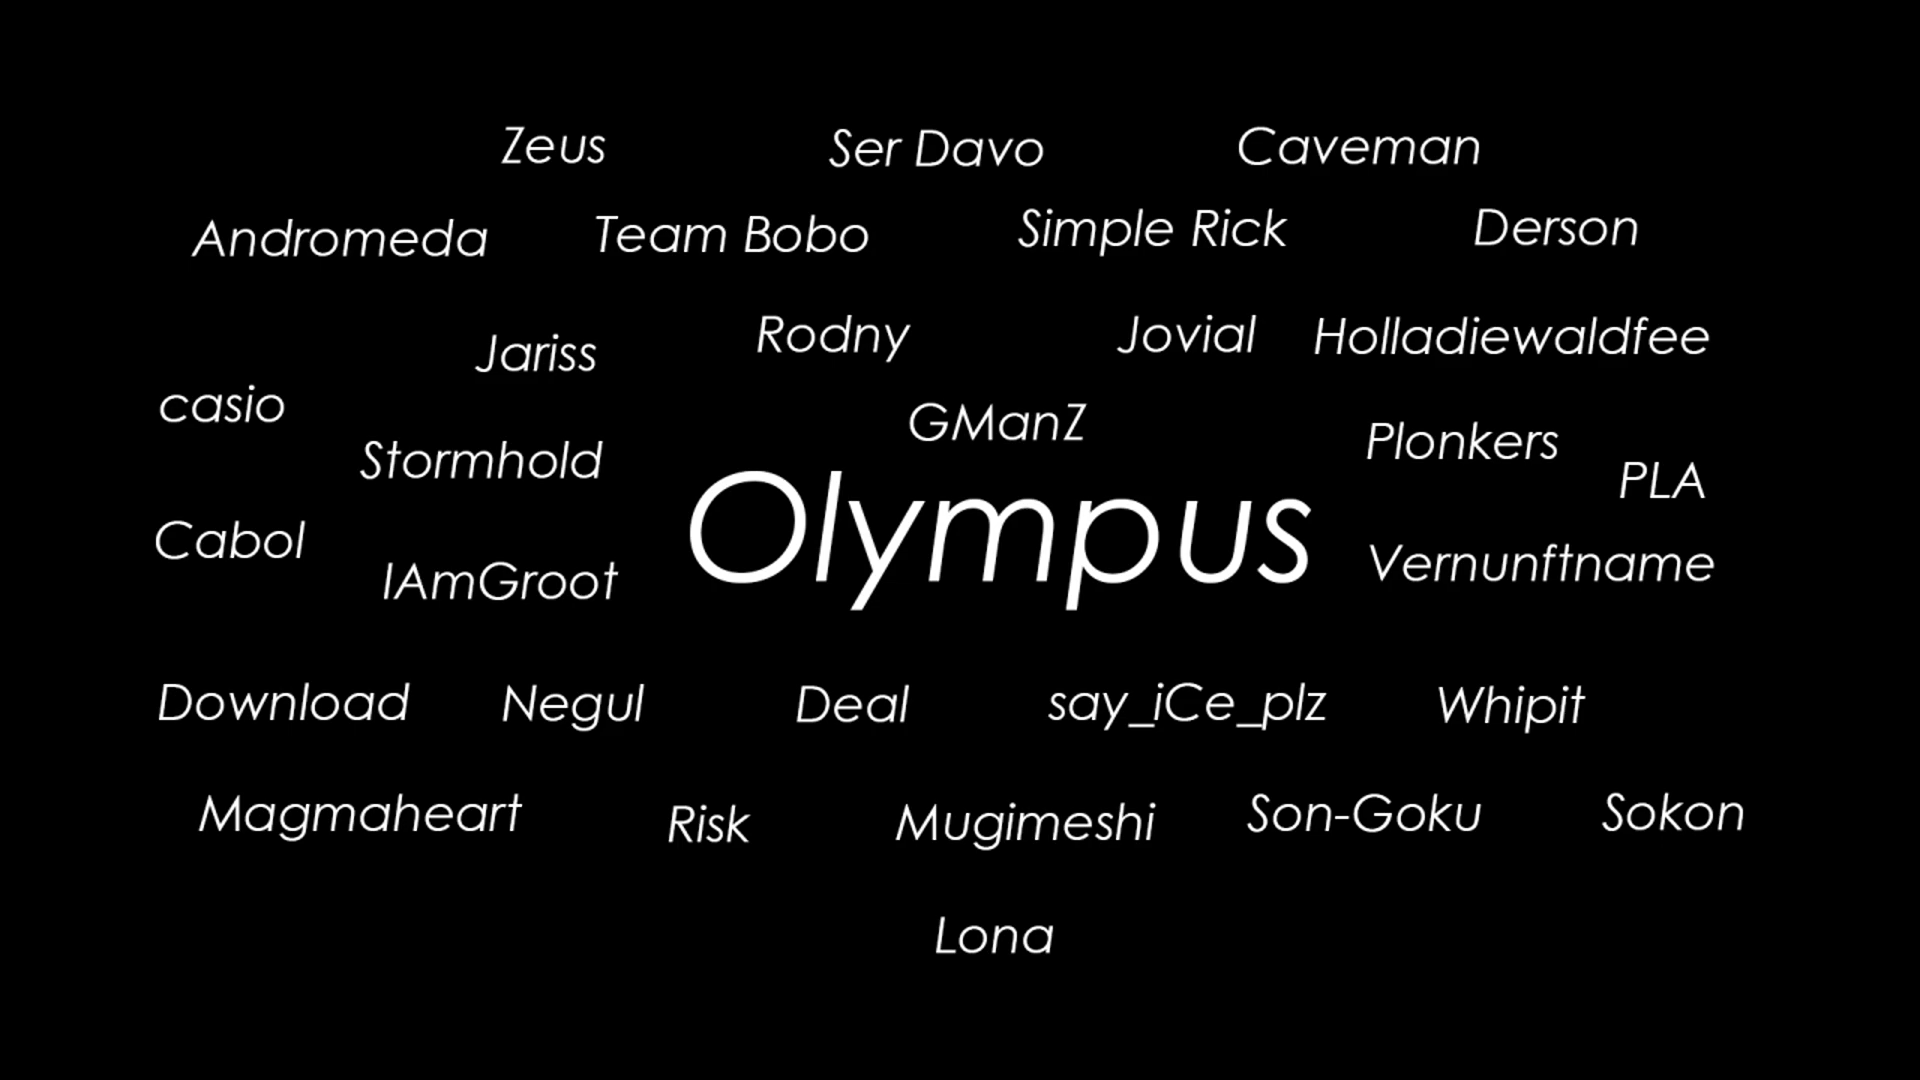 Zeus Ser Davo Caveman
Andromeda Team Bobo Simple Rick Derson
Jariss Rodny Jovial Holladiewaldfee
casio GManZ Plonkers
Stormhold PLA
Olympus
Cabol IAmGroot Vernunftname
Download Negul Deal say_iCe_plz Whipit
Magmaheart Risk Mugimeshi Son-Goku Sokon
Lona